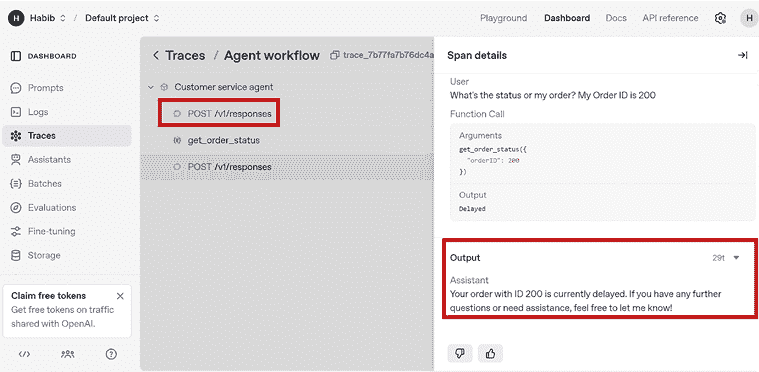 H Habib Default project Playground Dashboard Docs API reference H
DASHBOARD
Prompts
Logs
Traces
Assistants
Batches
Evaluations
Fine-tuning
Storage
Claim free tokens
Get free tokens on traffic
shared with OpenAI.
Traces / Agent workflow trace_7b77fa7b76dc4a
Customer service agent
POST /v1/responses
get_order_status
POST /v1/responses
Span details
User
What's the status or my order? My Order ID is 200
Function Call
Arguments
get_order_status({
"orderID": 200
})
Output
Delayed
Output 29t
Assistant
Your order with ID 200 is currently delayed. If you have any further
questions or need assistance, feel free to let me know!